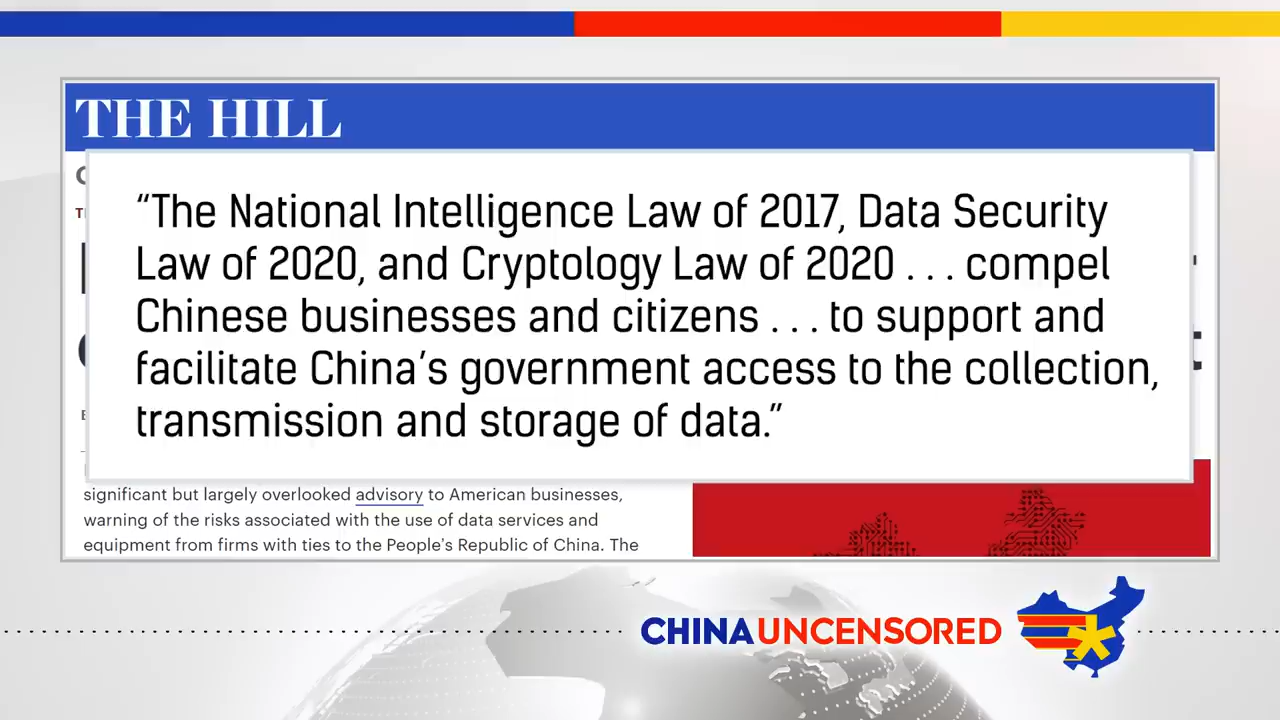 THE HILL
“The National Intelligence Law of 2017, Data Security
Law of 2020, and Cryptology Law of 2020 . . . compel
Chinese businesses and citizens . . . to support and
facilitate China’s government access to the collection,
transmission and storage of data.”
significant but largely overlooked advisory to American businesses,
warning of the risks associated with the use of data services and
equipment from firms with ties to the People’s Republic of China. The
CHINA UNCENSORED